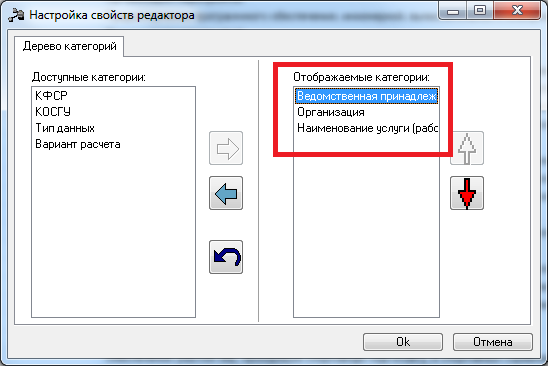 Настройка свойств редактора
Дерево категорий
Доступные категории:
КФСР
КОСГУ
Тип данных
Вариант расчета
Отображаемые категории:
Ведомственная принадлеж
Организация
Наименование услуги (рабо
Ok
Отмена